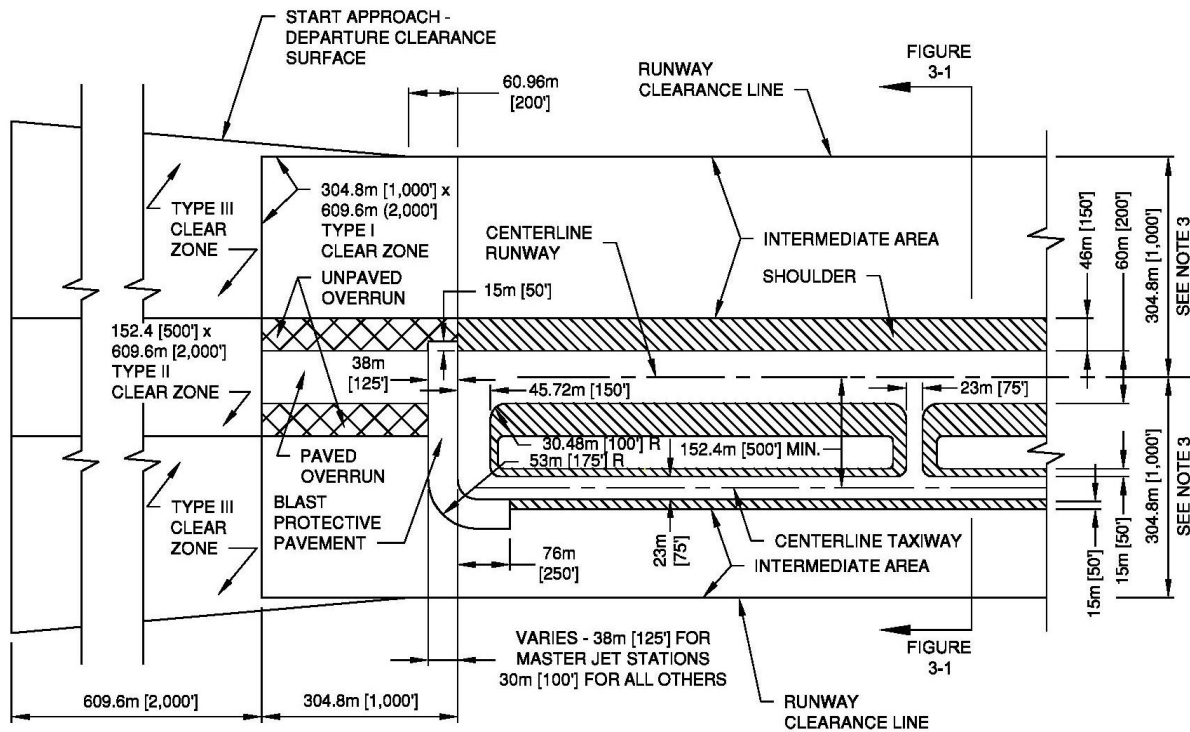 START APPROACH -
DEPARTURE CLEARANCE
SURFACE
60.96m
[200']
RUNWAY
CLEARANCE LINE
FIGURE
3-1
TYPE III
CLEAR
ZONE
304.8m [1,000'] x
609.6m (2,000')
TYPE I
CLEAR ZONE
CENTERLINE
RUNWAY
INTERMEDIATE AREA
SHOULDER
46m [150']
60m [200']
304.8m [1,000']
SEE NOTE 3
UNPAVED
OVERRUN
15m [50']
152.4 [500'] x
609.6m [2,000']
TYPE II
CLEAR ZONE
38m
[125']
45.72m [150']
23m [75']
30.48m [100'] R
152.4m [500'] MIN.
53m [175'] R
PAVED
OVERRUN
TYPE III
CLEAR
ZONE
BLAST
PROTECTIVE
PAVEMENT
76m
[250']
23m
[75']
CENTERLINE TAXIWAY
INTERMEDIATE AREA
15m [50']
15m [50']
304.8m [1,000']
SEE NOTE 3
VARIES - 38m [125'] FOR
MASTER JET STATIONS
30m [100'] FOR ALL OTHERS
FIGURE
3-1
609.6m [2,000']
304.8m [1,000']
RUNWAY
CLEARANCE LINE